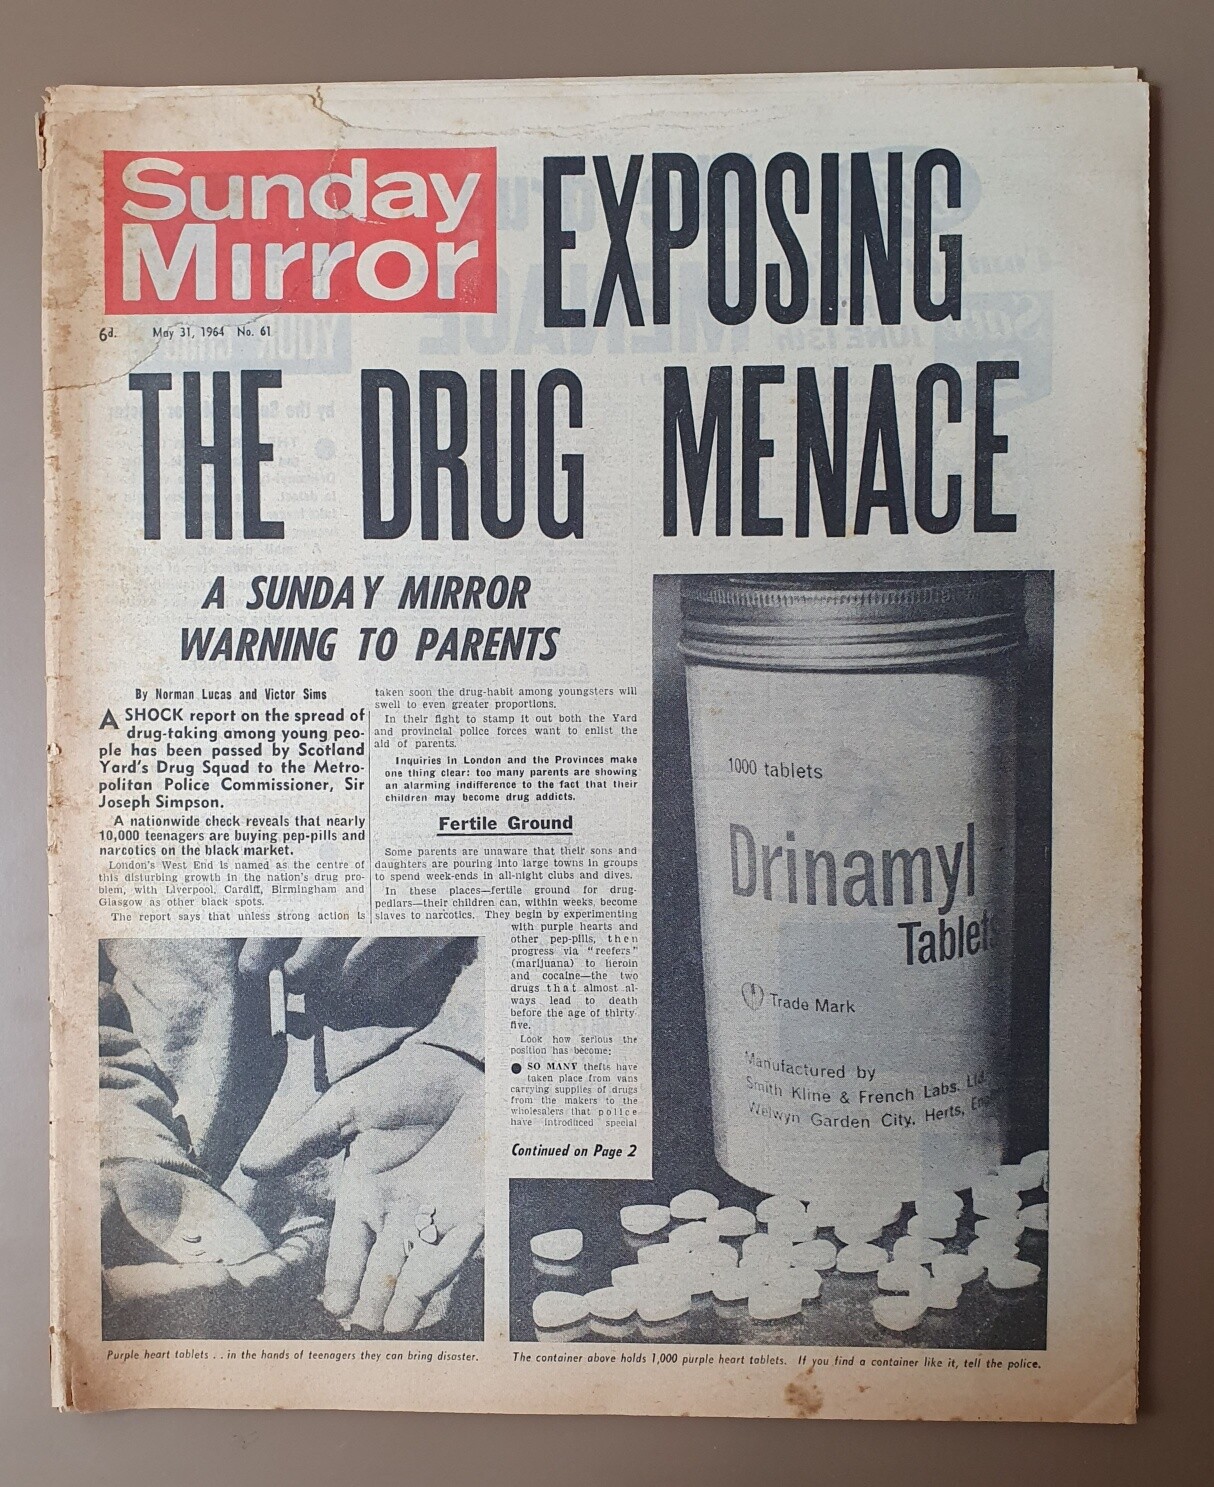 Sunday
Mirror
EXPOSING
6d. May 31, 1964 No. 61
THE DRUG MENACE
A SUNDAY MIRROR
WARNING TO PARENTS
By Norman Lucas and Victor Sims
A SHOCK report on the spread of
drug-taking among young peo-
ple has been passed by Scotland
Yard's Drug Squad to the Metro-
politan Police Commissioner, Sir
Joseph Simpson.
A nationwide check reveals that nearly
10,000 teenagers are buying pep-pills and
narcotics on the black market.
London's West End is named as the centre of
this disturbing growth in the nation's drug pro-
blem, with Liverpool, Cardiff, Birmingham and
Glasgow as other black spots.
The report says that unless strong action is
taken soon the drug-habit among youngsters will
swell to even greater proportions.
In their fight to stamp it out both the Yard
and provincial police forces want to enlist the
aid of parents.
Inquiries in London and the Provinces make
one thing clear: too many parents are showing
an alarming indifference to the fact that their
children may become drug addicts.
Fertile Ground
Some parents are unaware that their sons and
daughters are pouring into large towns in groups
to spend week-ends in all-night clubs and dives.
In these places—fertile ground for drug-
pedlars—their children can, within weeks, become
slaves to narcotics. They begin by experimenting
with purple hearts and
other pep-pills, then
progress via "reefers"
(marijuana) to heroin
and cocaine—the two
drugs that almost al-
ways lead to death
before the age of thirty-
five.
Look how serious the
position has become:
● SO MANY thefts have
taken place from vans
carrying supplies of drugs
from the makers to the
wholesalers that police
have introduced special
Continued on Page 2
1000 tablets
Drinamyl
Tablets
Trade Mark
Manufactured by
Smith Kline & French Labs. Ltd.
Welwyn Garden City, Herts,
Purple heart tablets . . in the hands of teenagers they can bring disaster.
The container above holds 1,000 purple heart tablets. If you find a container like it, tell the police.